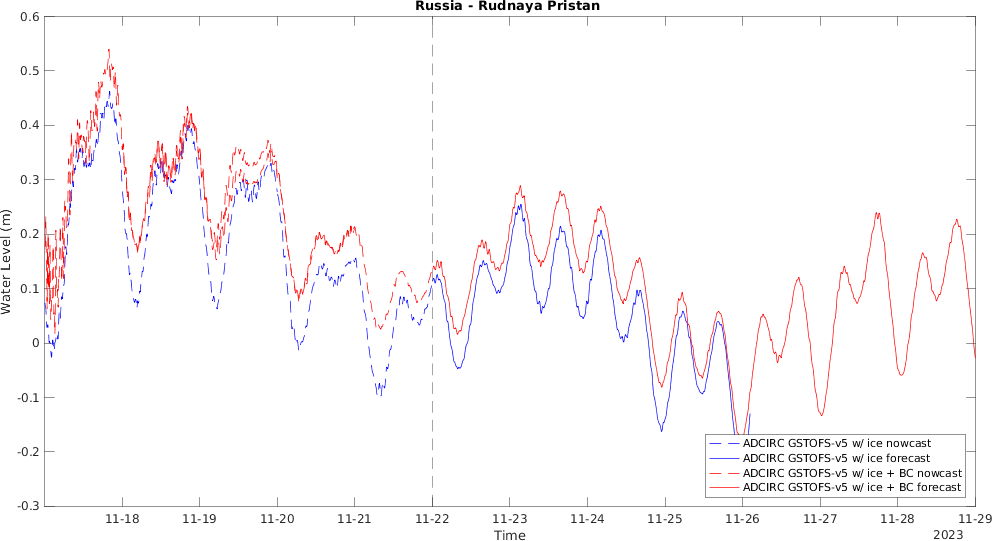 Russia - Rudnaya Pristan
0.6
0.5
0.4
0.3
0.2
0.1
0
-0.1
-0.2
-0.3
Water Level (m)
ADCIRC GSTOFS-v5 w/ ice nowcast
ADCIRC GSTOFS-v5 w/ ice forecast
ADCIRC GSTOFS-v5 w/ ice + BC nowcast
ADCIRC GSTOFS-v5 w/ ice + BC forecast
11-18 11-19 11-20 11-21 11-22 11-23 11-24 11-25 11-26 11-27 11-28 11-29
Time
2023